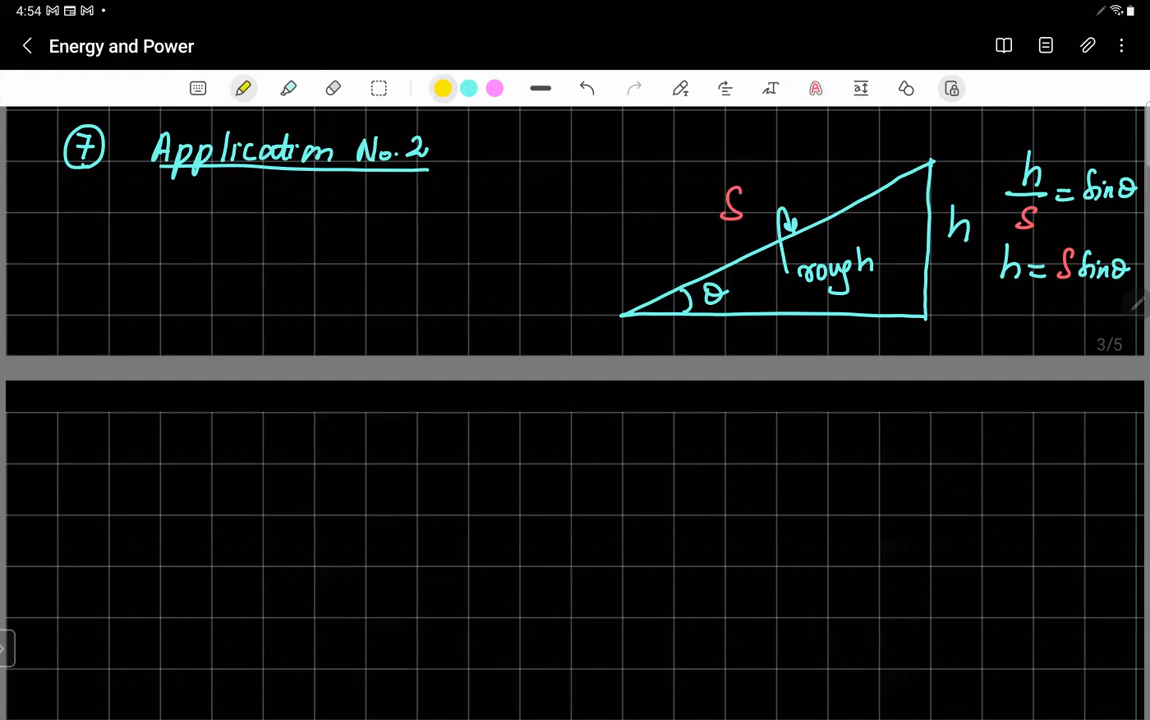 4:54
Energy and Power
7 Application No. 2
S
h
rough
θ
h/S = Sinθ
h = S Sinθ
3/5